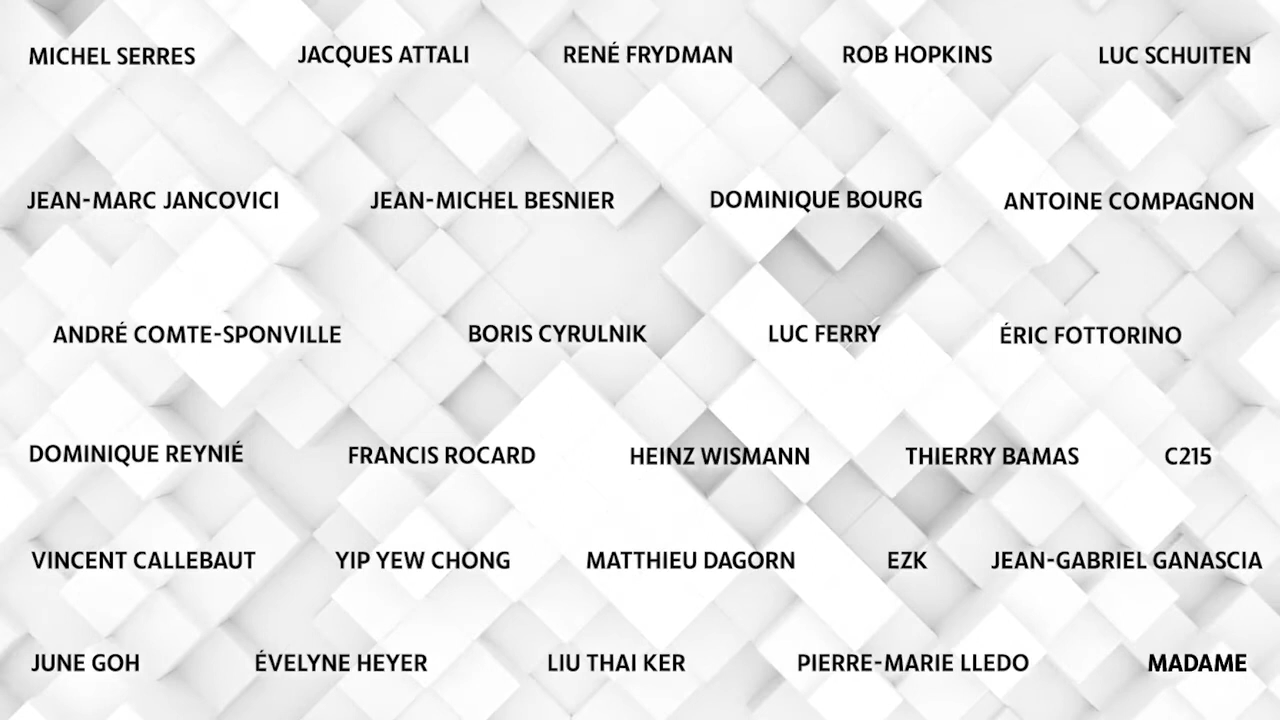 MICHEL SERRES JACQUES ATTALI RENÉ FRYDMAN ROB HOPKINS LUC SCHUITEN
JEAN-MARC JANCOVICI JEAN-MICHEL BESNIER DOMINIQUE BOURG ANTOINE COMPAGNON
ANDRÉ COMTE-SPONVILLE BORIS CYRULNIK LUC FERRY ÉRIC FOTTORINO
DOMINIQUE REYNIÉ FRANCIS ROCARD HEINZ WISMANN THIERRY BAMAS C215
VINCENT CALLEBAUT YIP YEW CHONG MATTHIEU DAGORN EZK JEAN-GABRIEL GANASCIA
JUNE GOH ÉVELYNE HEYER LIU THAI KER PIERRE-MARIE LLEDO MADAME